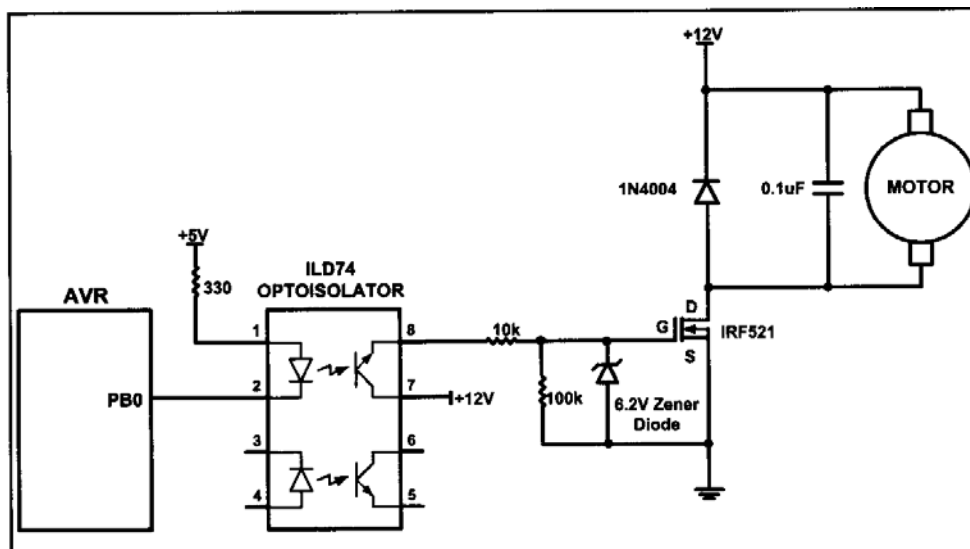 +12V
1N4004
0.1uF
MOTOR
+5V
330
ILD74
OPTOISOLATOR
AVR
1
8
10k
G
D
S
IRF521
PB0
2
7
+12V
100k
6.2V Zener
Diode
3
6
4
5